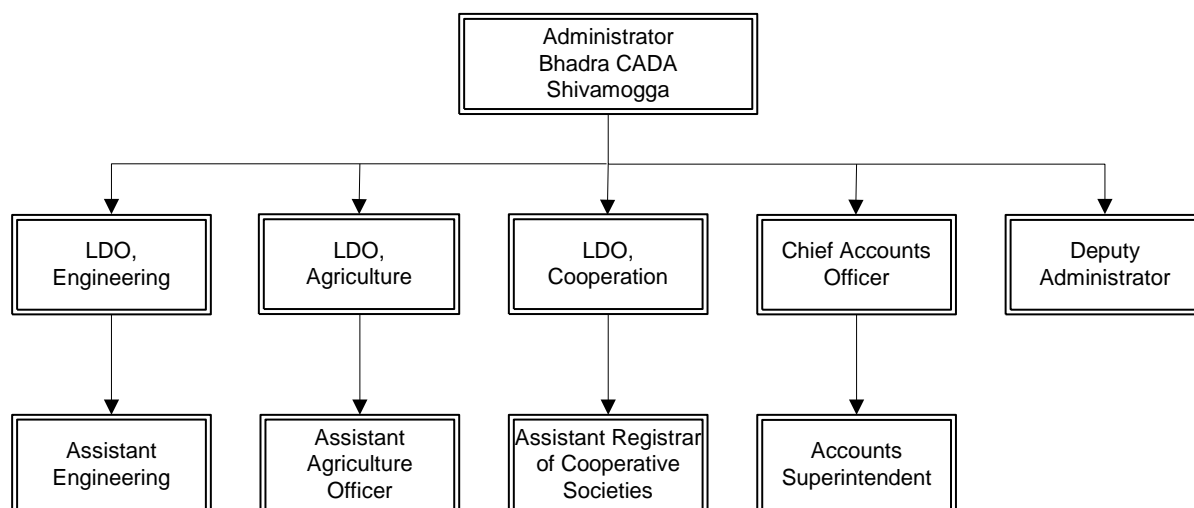 Administrator
Bhadra CADA
Shivamogga
LDO,
Engineering
LDO,
Agriculture
LDO,
Cooperation
Chief Accounts
Officer
Deputy
Administrator
Assistant
Engineering
Assistant
Agriculture
Officer
Assistant Registrar
of Cooperative
Societies
Accounts
Superintendent